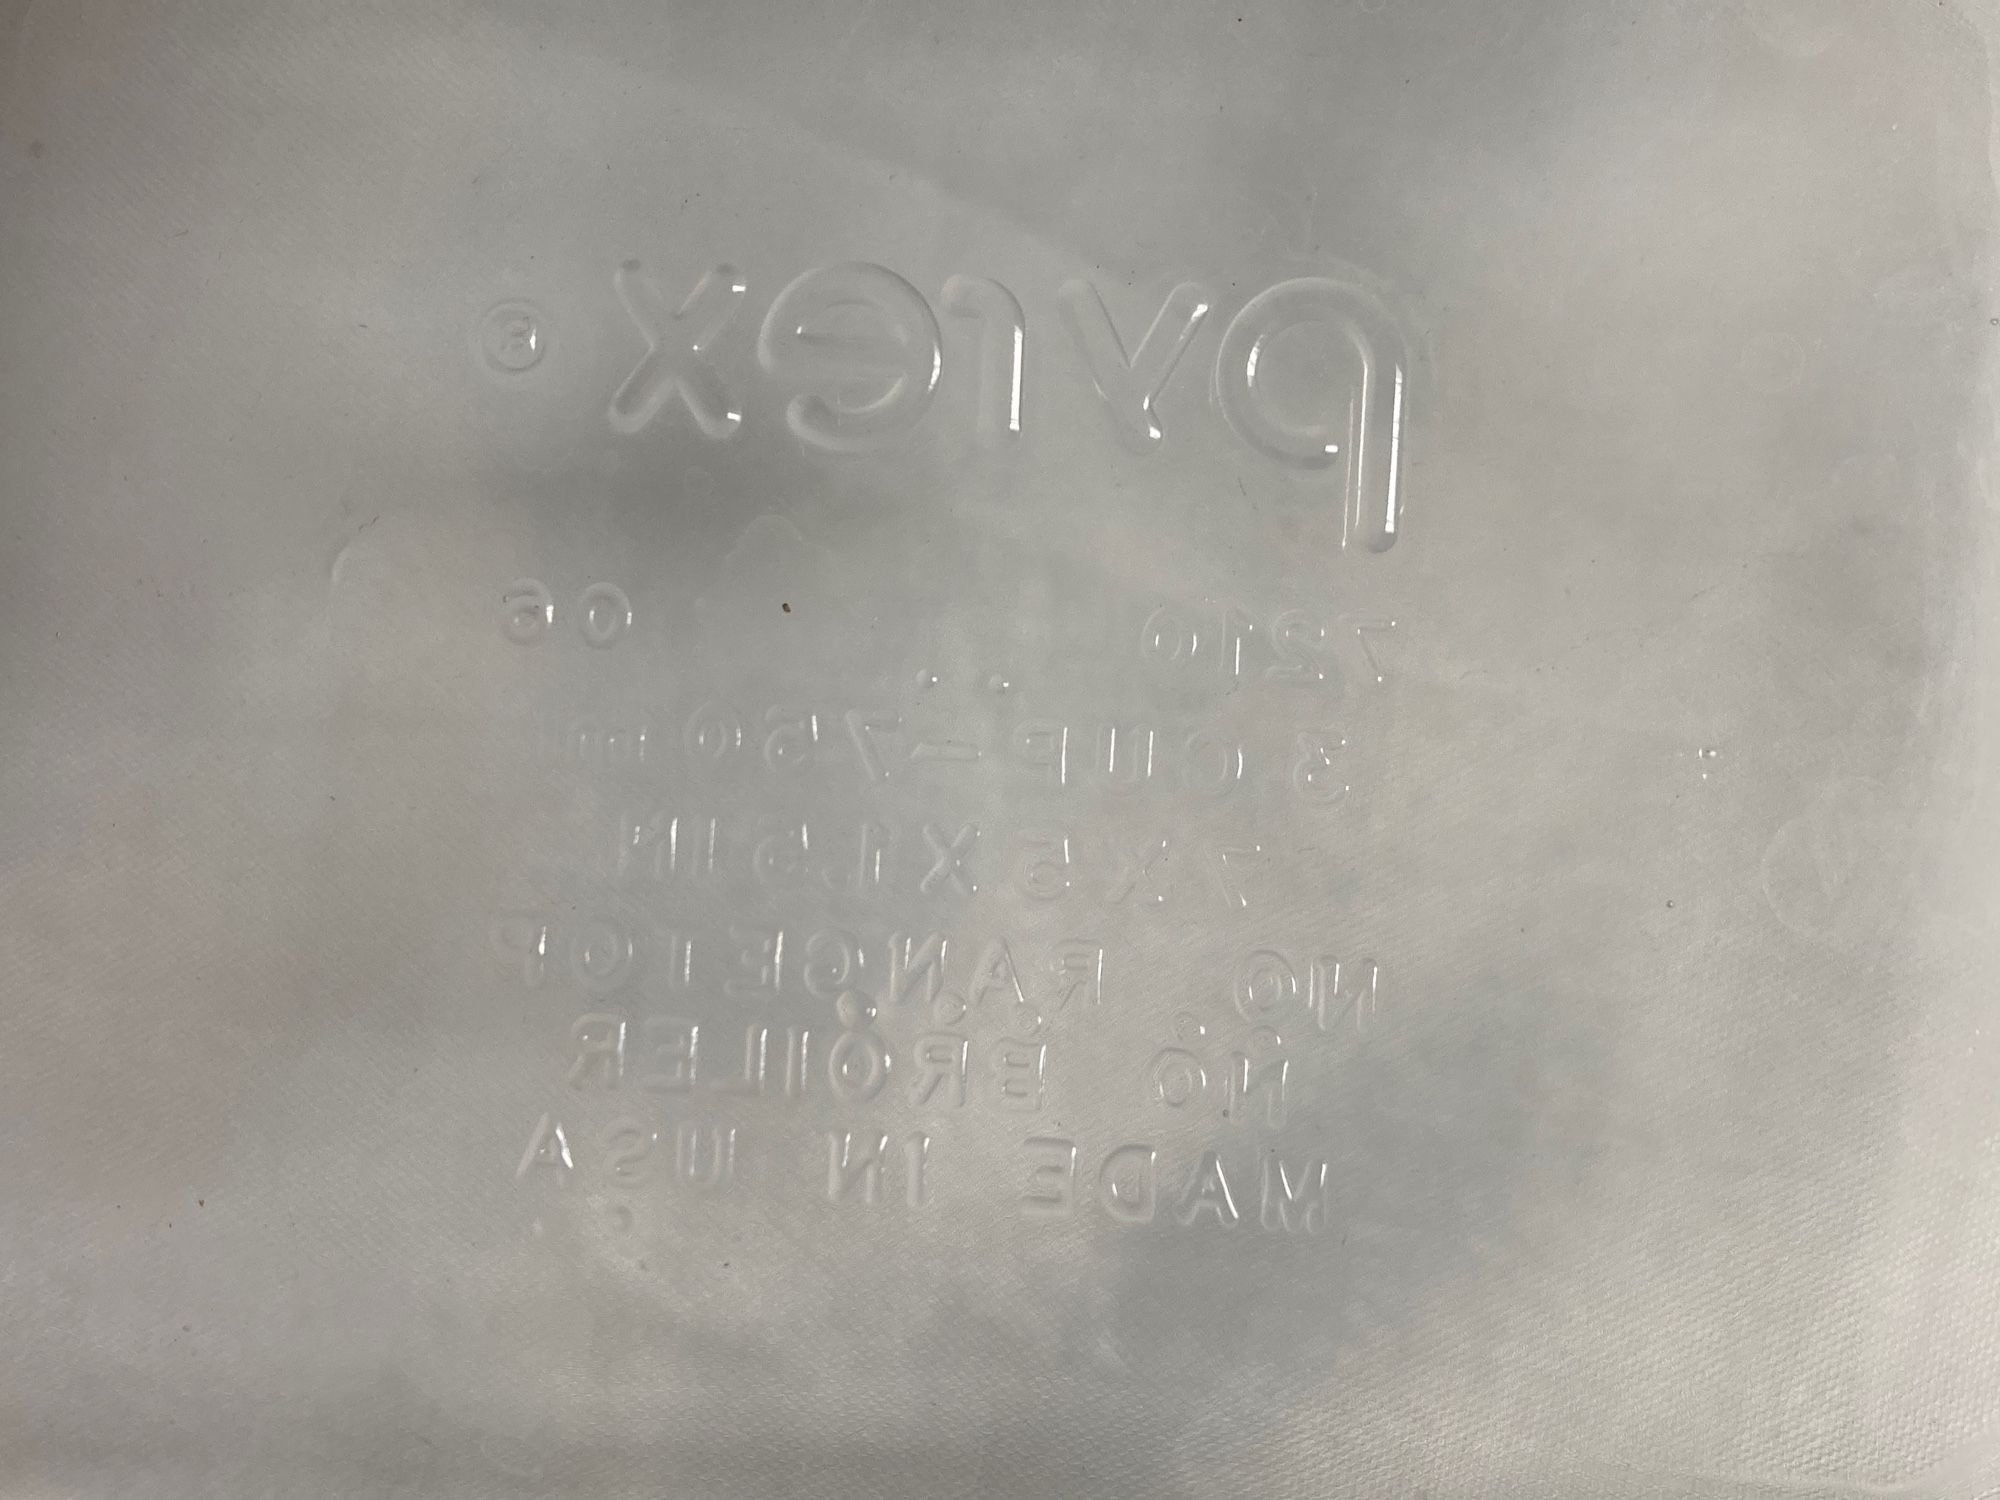 pyrex ®
7210 06
3 CUP-750 ml
7 X 5 X 1.5 IN
NO RANGETOP
NO BROILER
MADE IN USA